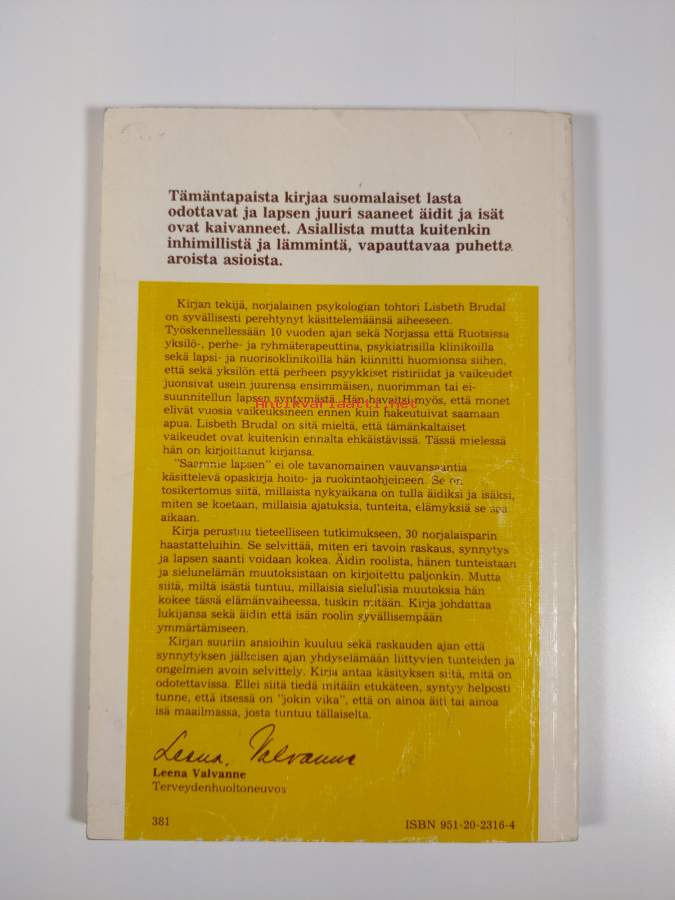 Tämäntapaista kirjaa suomalaiset lasta
odottavat ja lapsen juuri saaneet äidit ja isät
ovat kaivanneet. Asiallista mutta kuitenkin
inhimillistä ja lämmintä, vapauttavaa puhetta
aroista asioista.
Kirjan tekijä, norjalainen psykologian tohtori Lisbeth Brudal
on syvällisesti perehtynyt käsittelemäänsä aiheeseen.
Työskennellessään 10 vuoden ajan sekä Norjassa että Ruotsissa
yksilö-, perhe- ja ryhmäterapeuttina, psykiatrisilla klinikoilla
sekä lapsi- ja nuorisoklinikoilla hän kiinnitti huomionsa siihen,
että sekä yksilön että perheen psyykkiset ristiriidat ja vaikeudet
juonsivat usein juurensa ensimmäisen, nuorimman tai ei-
suunnitellun lapsen syntymästä. Hän havaitsi myös, että monet
Antikvariaatti.net
elivät vuosia vaikeuksineen ennen kuin hakeutuivat saamaan
apua. Lisbeth Brudal on sitä mieltä, että tämänkaltaiset
vaikeudet ovat kuitenkin ennalta ehkäistävissä. Tässä mielessä
hän on kirjoittanut kirjansa.
"Saamme lapsen" ei ole tavanomainen vauvansaantia
käsittelevä opaskirja hoito- ja ruokintaohjeineen. Se on
tosikertomus siitä, millaista nykyaikana on tulla äidiksi ja isäksi,
miten se koetaan, millaisia ajatuksia, tunteita, elämyksiä se saa
aikaan.
Kirja perustuu tieteelliseen tutkimukseen, 30 norjalaisparin
haastatteluihin. Se selvittää, miten eri tavoin raskaus, synnytys
ja lapsen saanti voidaan kokea. Äidin roolista, hänen tunteistaan
ja sielunelämän muutoksistaan on kirjoitettu paljonkin. Mutta
siitä, miltä isästä tuntuu, millaisia sielullisia muutoksia hän
kokee tässä elämänvaiheessa, tuskin mitään. Kirja johdattaa
lukijansa sekä äidin että isän roolin syvällisempään
ymmärtämiseen.
Kirjan suuriin ansioihin kuuluu sekä raskauden ajan että
synnytyksen jälkeisen ajan yhdyselämään liittyvien tunteiden ja
ongelmien avoin selvittely. Kirja antaa käsityksen siitä, mitä on
odotettavissa. Ellei siitä tiedä mitään etukäteen, syntyy helposti
tunne, että itsessä on "jokin vika", että on ainoa äiti tai ainoa
isä maailmassa, josta tuntuu tällaiselta.
Leena Valvanne
Leena Valvanne
Terveydenhuoltoneuvos
381
ISBN 951-20-2316-4